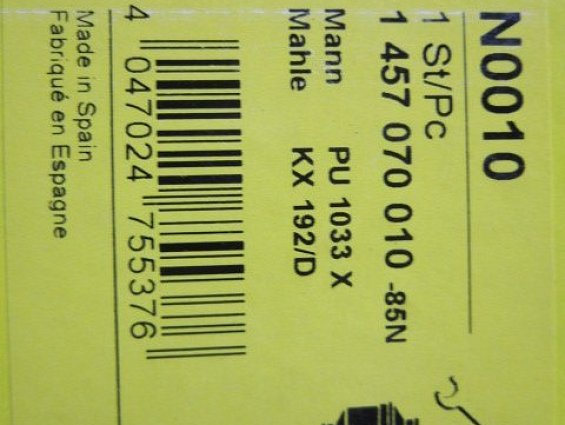 N0010
1 St/Pc
1 457 070 010 -85N
Mann PU 1033 X
Mahle KX 192/D
4 047024 755376
Made in Spain
Fabriqué en Espagne